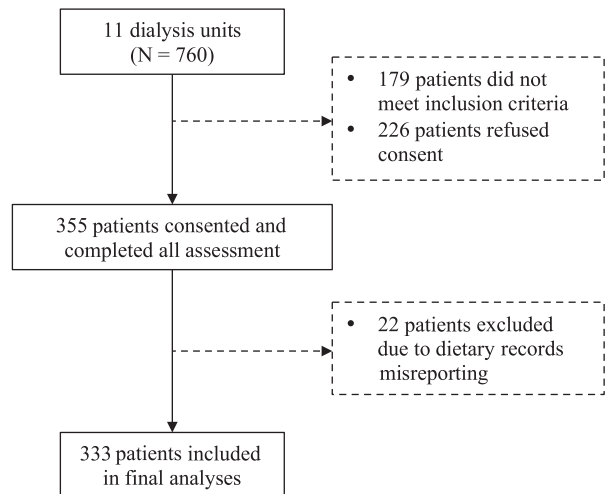 11 dialysis units
(N = 760)
• 179 patients did not
meet inclusion criteria
• 226 patients refused
consent
355 patients consented and
completed all assessment
• 22 patients excluded
due to dietary records
misreporting
333 patients included
in final analyses